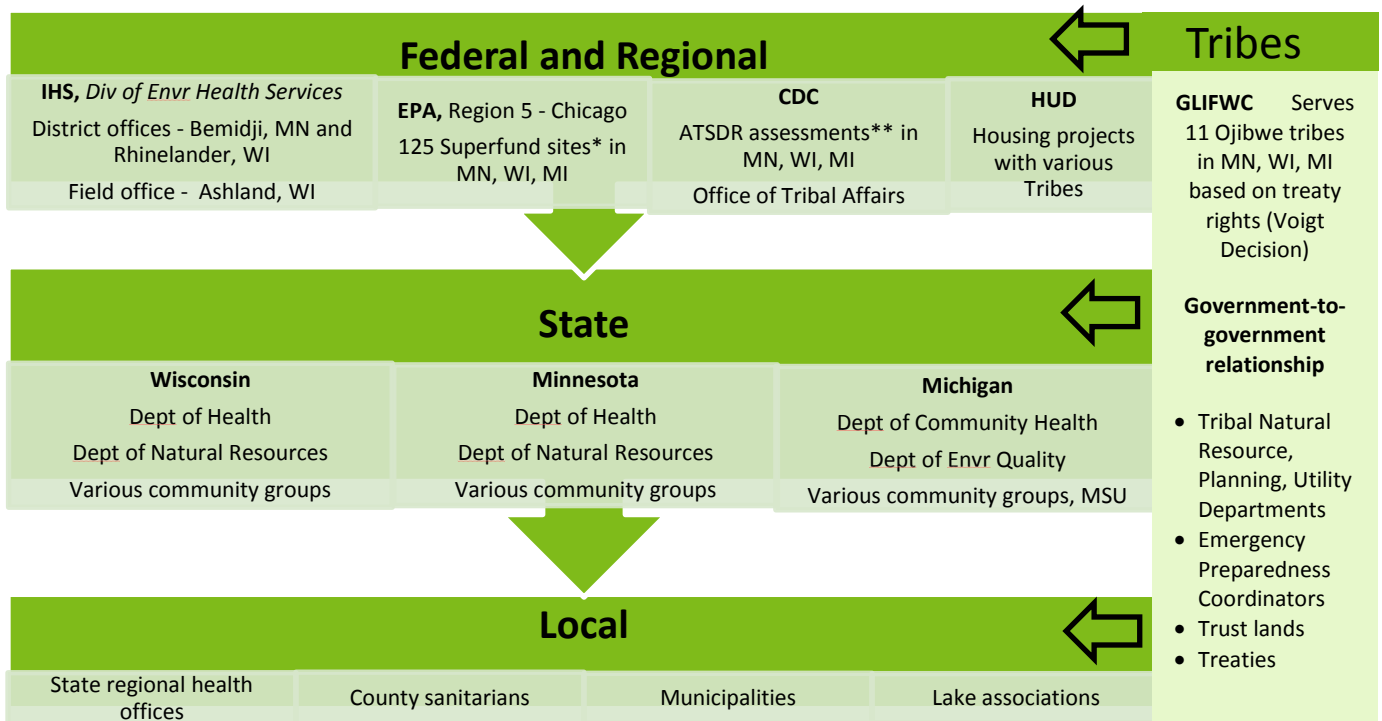 Federal and Regional
IHS, Div of Envr Health Services
District offices - Bemidji, MN and
Rhinelander, WI
Field office - Ashland, WI
EPA, Region 5 - Chicago
125 Superfund sites* in
MN, WI, MI
CDC
ATSDR assessments** in
MN, WI, MI
Office of Tribal Affairs
HUD
Housing projects
with various
Tribes
State
Wisconsin
Dept of Health
Dept of Natural Resources
Various community groups
Minnesota
Dept of Health
Dept of Natural Resources
Various community groups
Michigan
Dept of Community Health
Dept of Envr Quality
Various community groups, MSU
Local
State regional health
offices
County sanitarians
Municipalities
Lake associations
Tribes
GLIFWC Serves
11 Ojibwe tribes
in MN, WI, MI
based on treaty
rights (Voigt
Decision)
Government-to-
government
relationship
• Tribal Natural
Resource,
Planning, Utility
Departments
• Emergency
Preparedness
Coordinators
• Trust lands
• Treaties